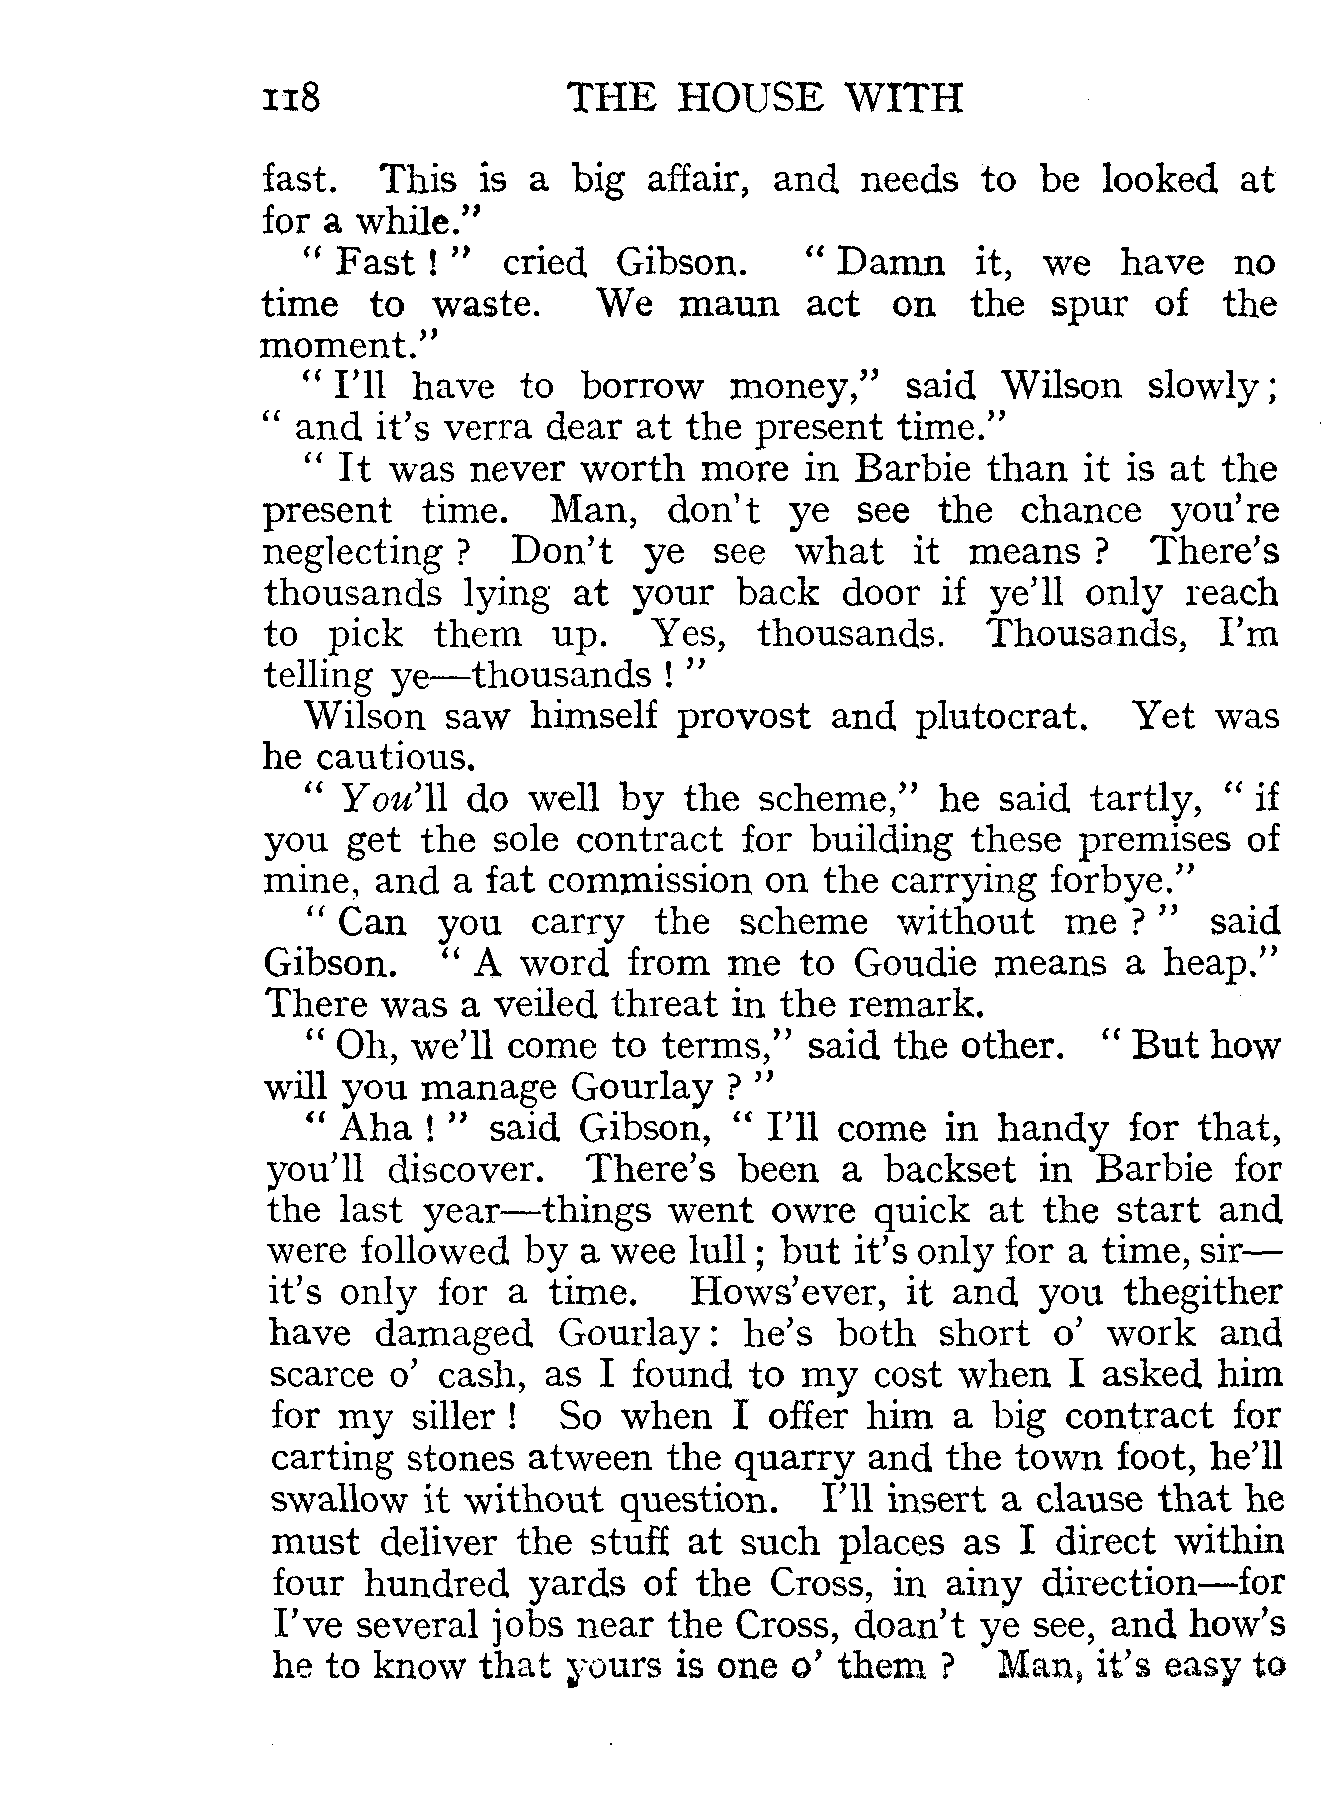 118 THE HOUSE WITH
fast. This is a big affair, and needs to be looked at
for a while."
" Fast ! " cried Gibson. " Damn it, we have no
time to waste. We maun act on the spur of the
moment."
" I'll have to borrow money," said Wilson slowly ;
" and it's verra dear at the present time."
" It was never worth more in Barbie than it is at the
present time. Man, don't ye see the chance you're
neglecting ? Don't ye see what it means ? There's
thousands lying at your back door if ye'll only reach
to pick them up. Yes, thousands. Thousands, I'm
telling ye—thousands ! "
Wilson saw himself provost and plutocrat. Yet was
he cautious.
" You'll do well by the scheme," he said tartly, " if
you get the sole contract for building these premises of
mine, and a fat commission on the carrying forbye."
" Can you carry the scheme without me ? " said
Gibson. " A word from me to Goudie means a heap."
There was a veiled threat in the remark.
" Oh, we'll come to terms," said the other. " But how
will you manage Gourlay ? "
" Aha ! " said Gibson, " I'll come in handy for that,
you'll discover. There's been a backset in Barbie for
the last year—things went owre quick at the start and
were followed by a wee lull ; but it's only for a time, sir—
it's only for a time. Hows'ever, it and you thegither
have damaged Gourlay : he's both short o' work and
scarce o' cash, as I found to my cost when I asked him
for my siller ! So when I offer him a big contract for
carting stones atween the quarry and the town foot, he'll
swallow it without question. I'll insert a clause that he
must deliver the stuff at such places as I direct within
four hundred yards of the Cross, in ainy direction—for
I've several jobs near the Cross, doan't ye see, and how's
he to know that yours is one o' them ? Man, it's easy to